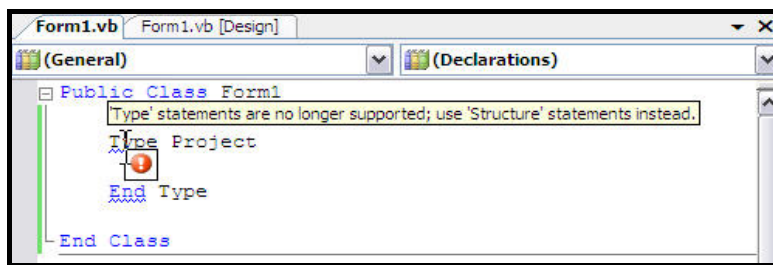 Form1.vb Form1.vb [Design]
(General) (Declarations)
Public Class Form1
'Type' statements are no longer supported; use 'Structure' statements instead.
Type Project
End Type
End Class